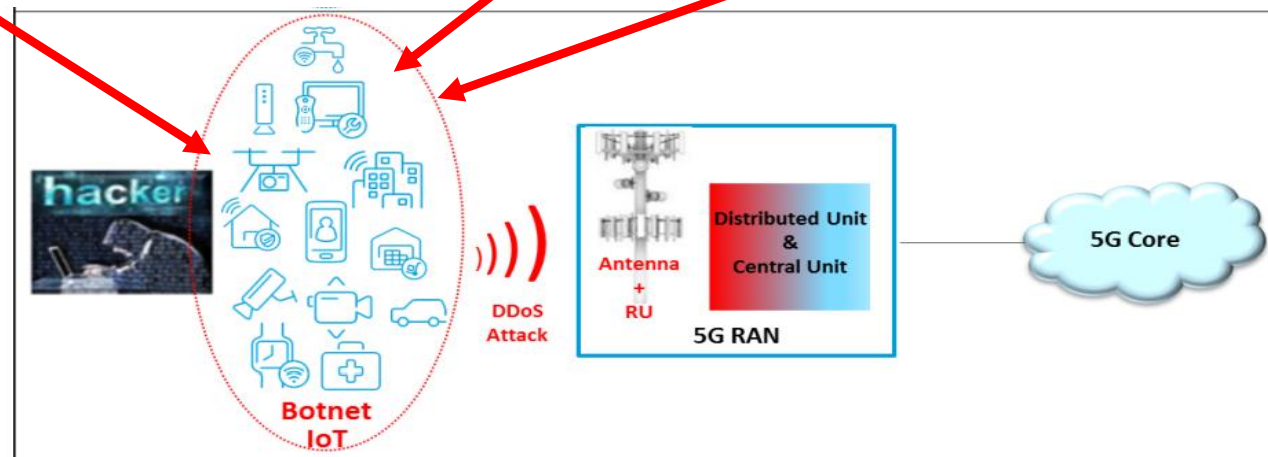 hacker
Botnet
IoT
DDoS
Attack
Antenna
+
RU
Distributed Unit
&
Central Unit
5G RAN
5G Core